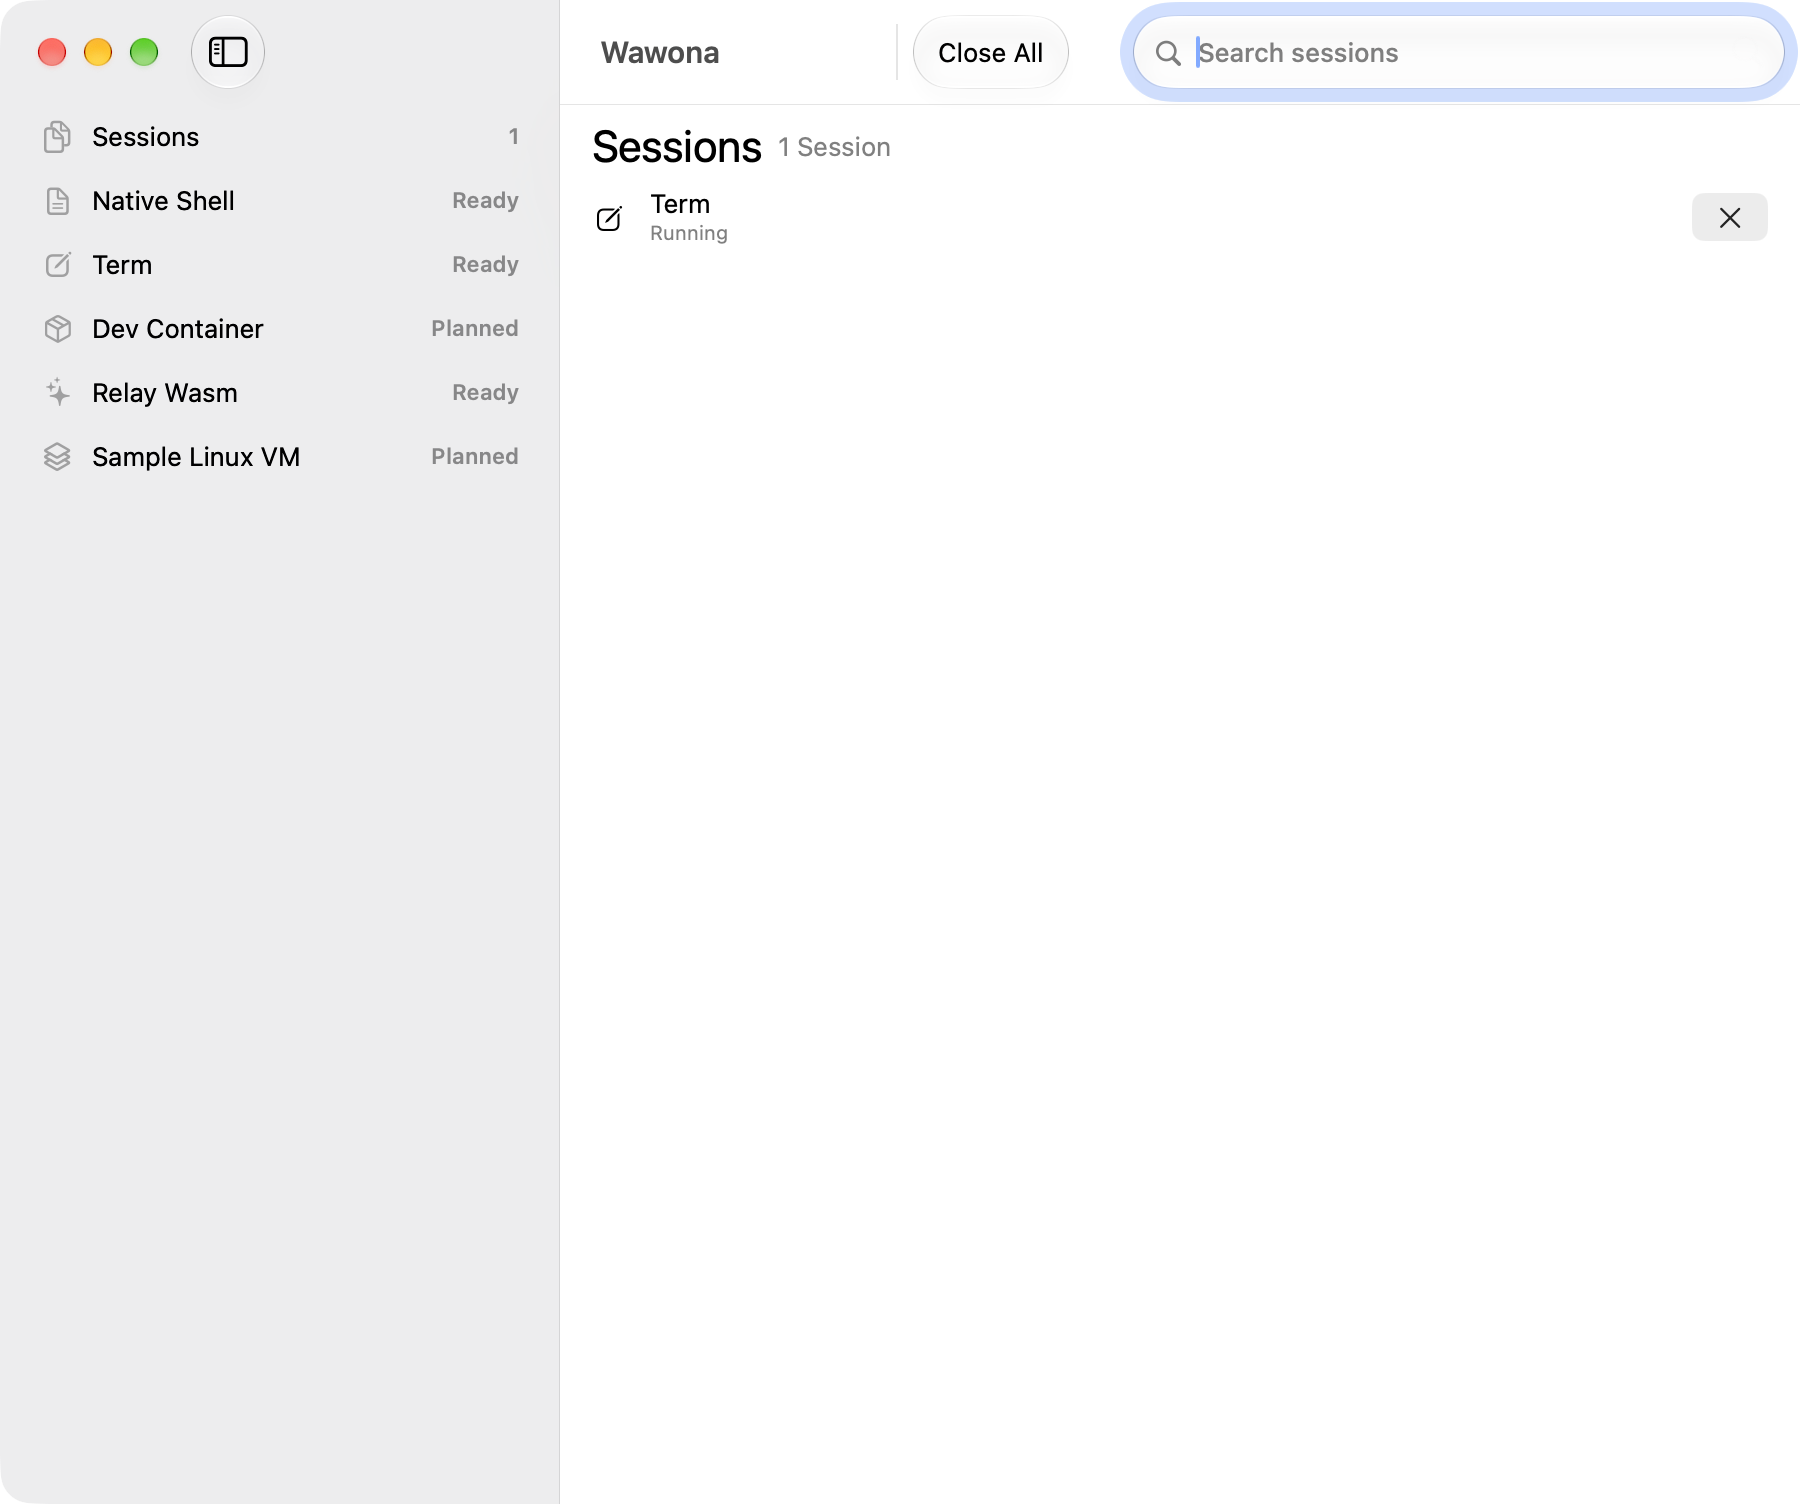 Wawona
Close All
Search sessions
Sessions 1
Native Shell Ready
Term Ready
Dev Container Planned
Relay Wasm Ready
Sample Linux VM Planned
Sessions 1 Session
Term
Running